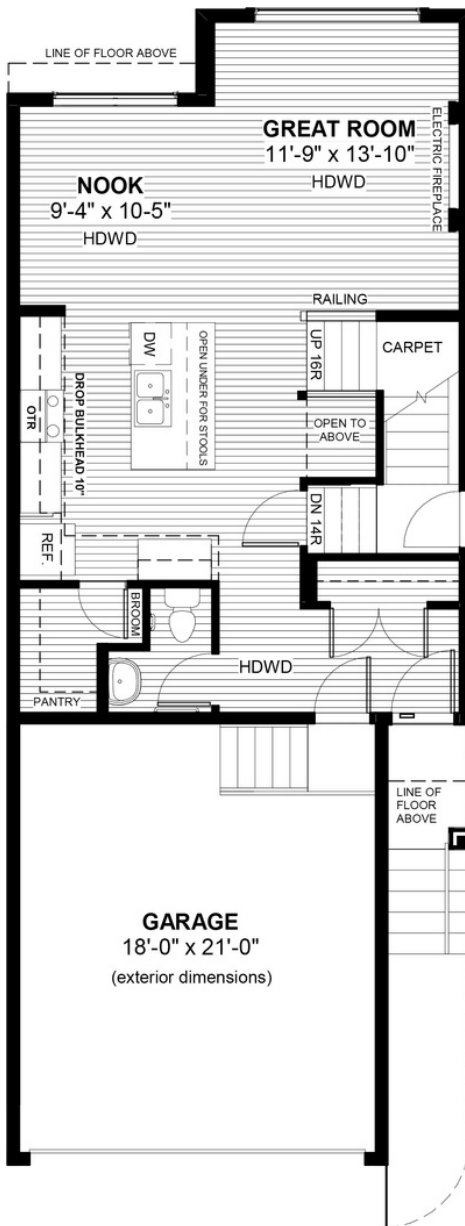 LINE OF FLOOR ABOVE
GREAT ROOM
11'-9" x 13'-10"
HDWD
ELECTRIC FIREPLACE
NOOK
9'-4" x 10-5"
HDWD
RAILING
UP 16R
CARPET
DW
OPEN UNDER FOR STOOLS
DROP BULKHEAD 10"
OTR
OPEN TO
ABOVE
DN 14R
REF.
BROOM
HDWD
PANTRY
LINE OF
FLOOR
ABOVE
GARAGE
18'-0" x 21'-0"
(exterior dimensions)